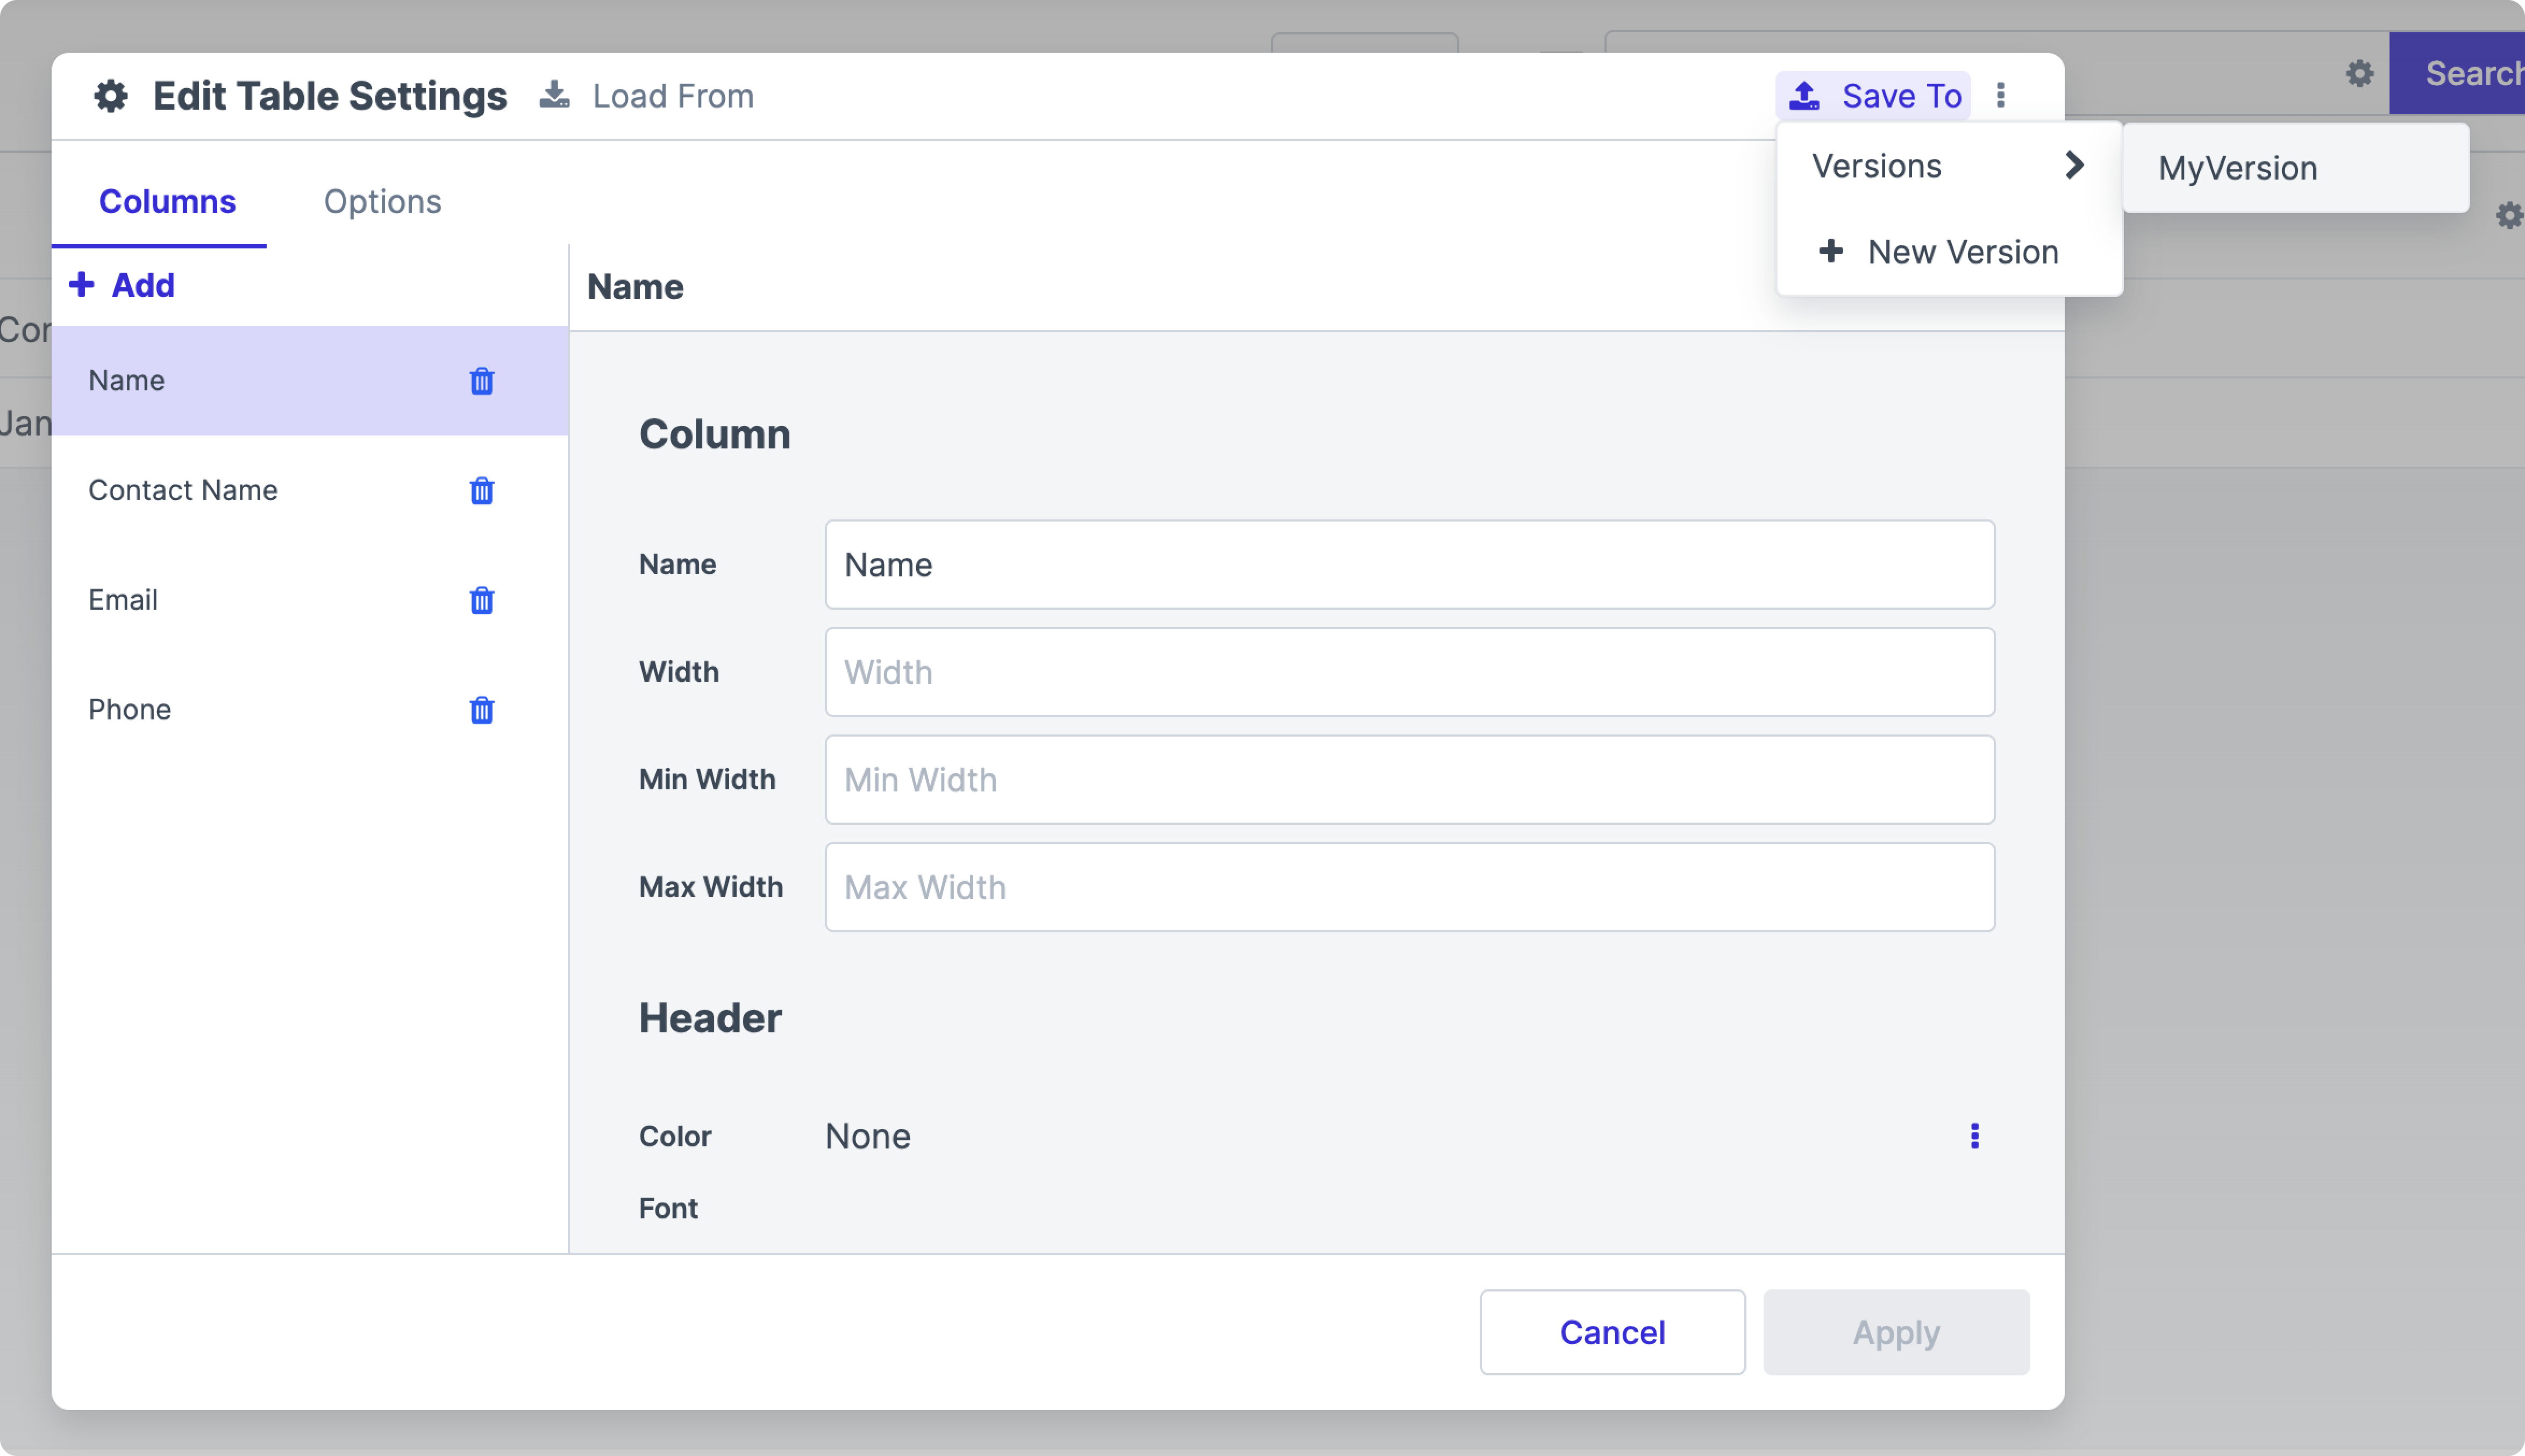 Search
Edit Table Settings
Load From
Save To
Versions
MyVersion
New Version
Columns
Options
Add
Name
Contact Name
Email
Phone
Name
Column
Name
Name
Width
Width
Min Width
Min Width
Max Width
Max Width
Header
Color
None
Font
Cancel
Apply